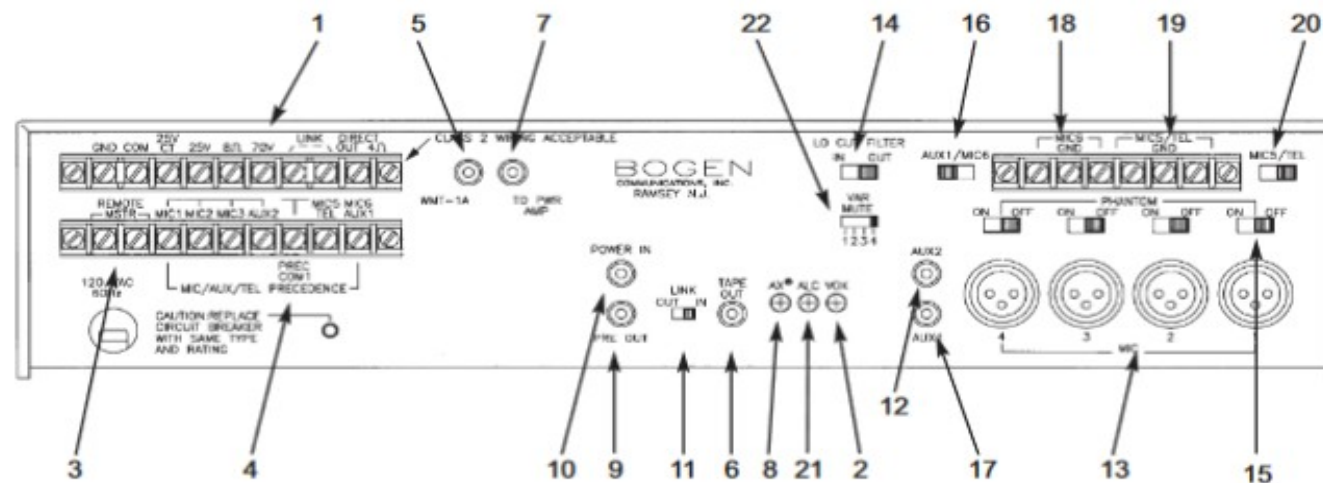 1 5 7 22 14 16 18 19 20
25V
GND COM CT 25V 8Ω 70V LINK DIRECT OUT 4Ω
CLASS 2 WIRING ACCEPTABLE
WMT-1A
TO PWR
AMP
BOGEN
COMMUNICATIONS, INC.
RAMSEY N.J.
LO CUT FILTER
IN OUT
VAR
MUTE
1 2 3 4
AUX1/MIC6
MIC6
GND
MIC5/TEL
GND
MIC5/TEL
PHANTOM
ON OFF ON OFF ON OFF ON OFF
REMOTE
MSTR MIC1 MIC2 MIC3 AUX2
MIC5 MIC6
TEL AUX1
PREC
COM
MIC/AUX/TEL PRECEDENCE
120 VAC
60Hz
CAUTION:REPLACE
CIRCUIT BREAKER
WITH SAME TYPE
AND RATING
POWER IN
PRE OUT
LINK
OUT IN
TAPE
OUT
AX® ALC VOX
AUX2
AUX1
4 3 2
MIC
3 4 10 9 11 6 8 21 2 12 17 13 15